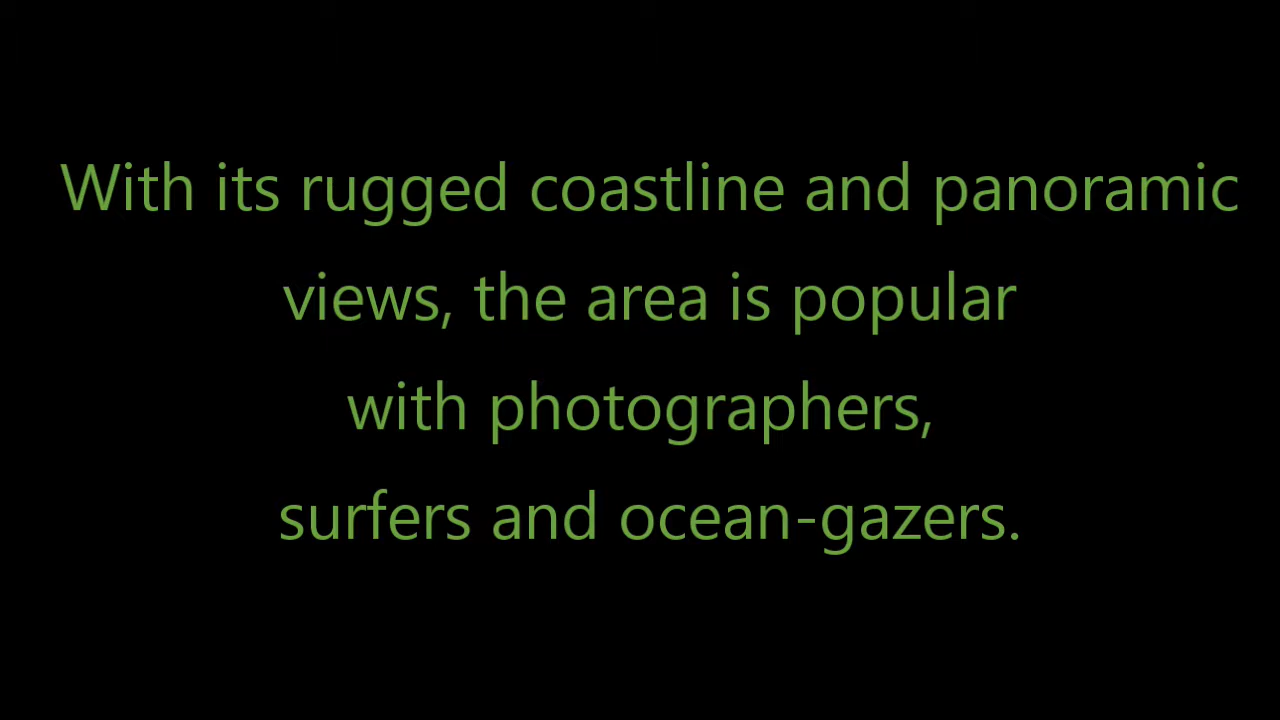 With its rugged coastline and panoramic
views, the area is popular
with photographers,
surfers and ocean-gazers.